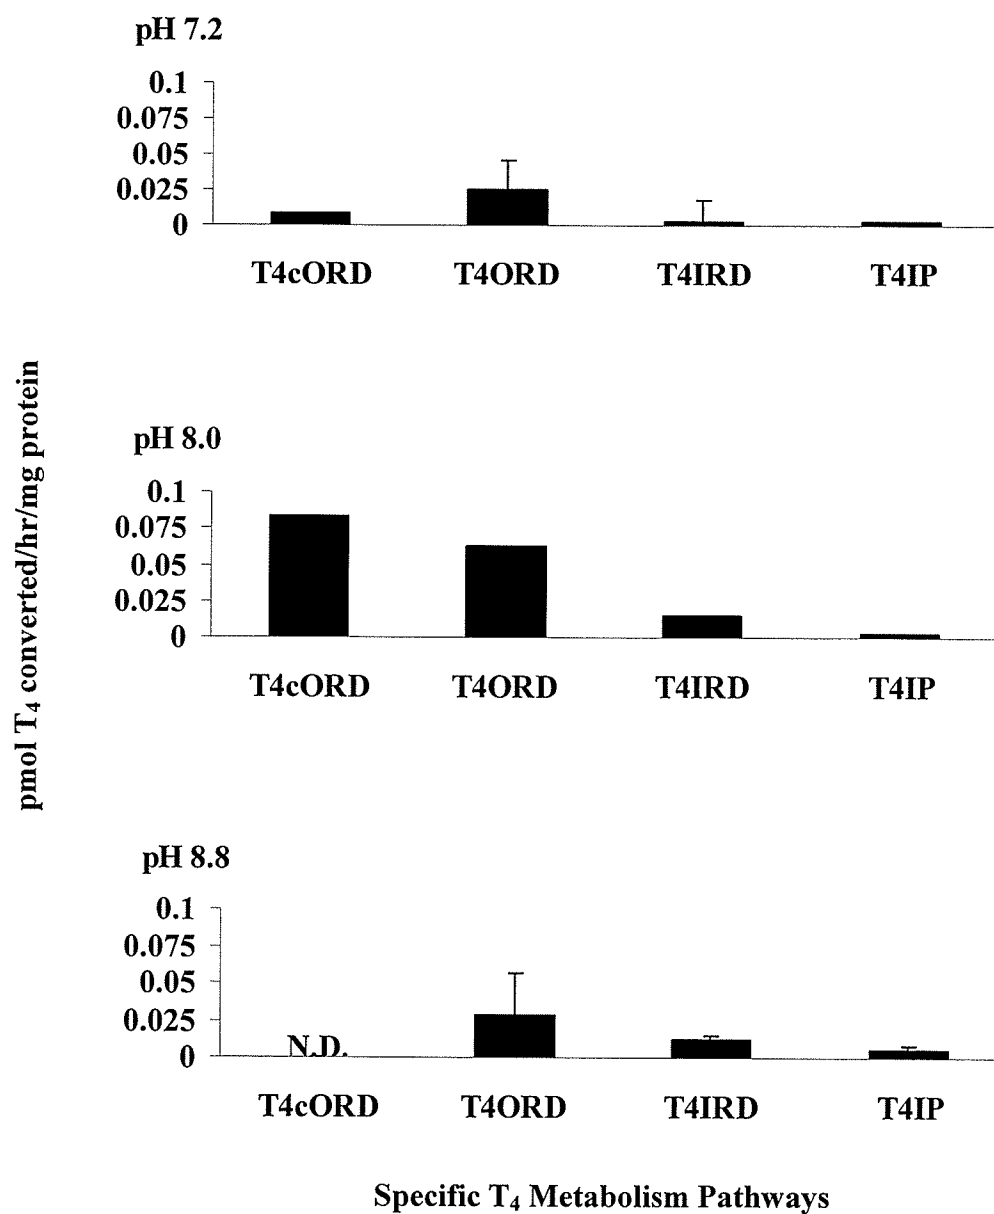 pH 7.2
0.1
0.075
0.05
0.025
0
T4cORD T4ORD T4IRD T4IP
pmol T₄ converted/hr/mg protein
pH 8.0
0.1
0.075
0.05
0.025
0
T4cORD T4ORD T4IRD T4IP
pH 8.8
0.1
0.075
0.05
0.025
0
N.D.
T4cORD T4ORD T4IRD T4IP
Specific T₄ Metabolism Pathways